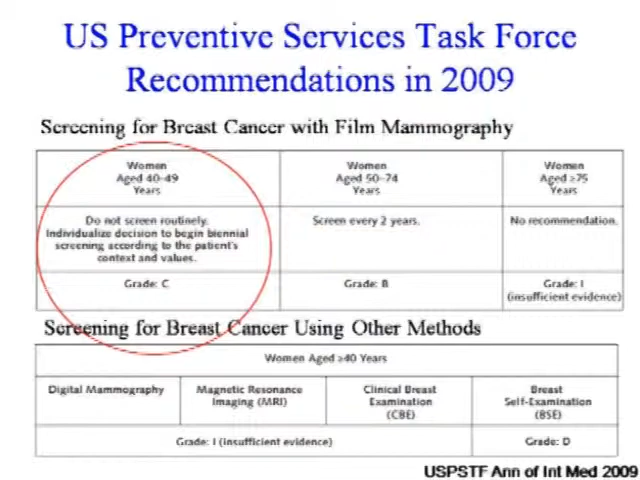 US Preventive Services Task Force
Recommendations in 2009
Screening for Breast Cancer with Film Mammography
Women
Aged 40-49
Years
Women
Aged 50-74
Years
Women
Aged ≥75
Years
Do not screen routinely.
Individualize decision to begin biennial
screening according to the patient's
context and values.
Screen every 2 years.
No recommendation.
Grade: C
Grade: B
Grade: I
(insufficient evidence)
Screening for Breast Cancer Using Other Methods
Women Aged ≥40 Years
Digital Mammography
Magnetic Resonance
Imaging (MRI)
Clinical Breast
Examination
(CBE)
Breast
Self-Examination
(BSE)
Grade: I (insufficient evidence)
Grade: D
USPSTF Ann of Int Med 2009